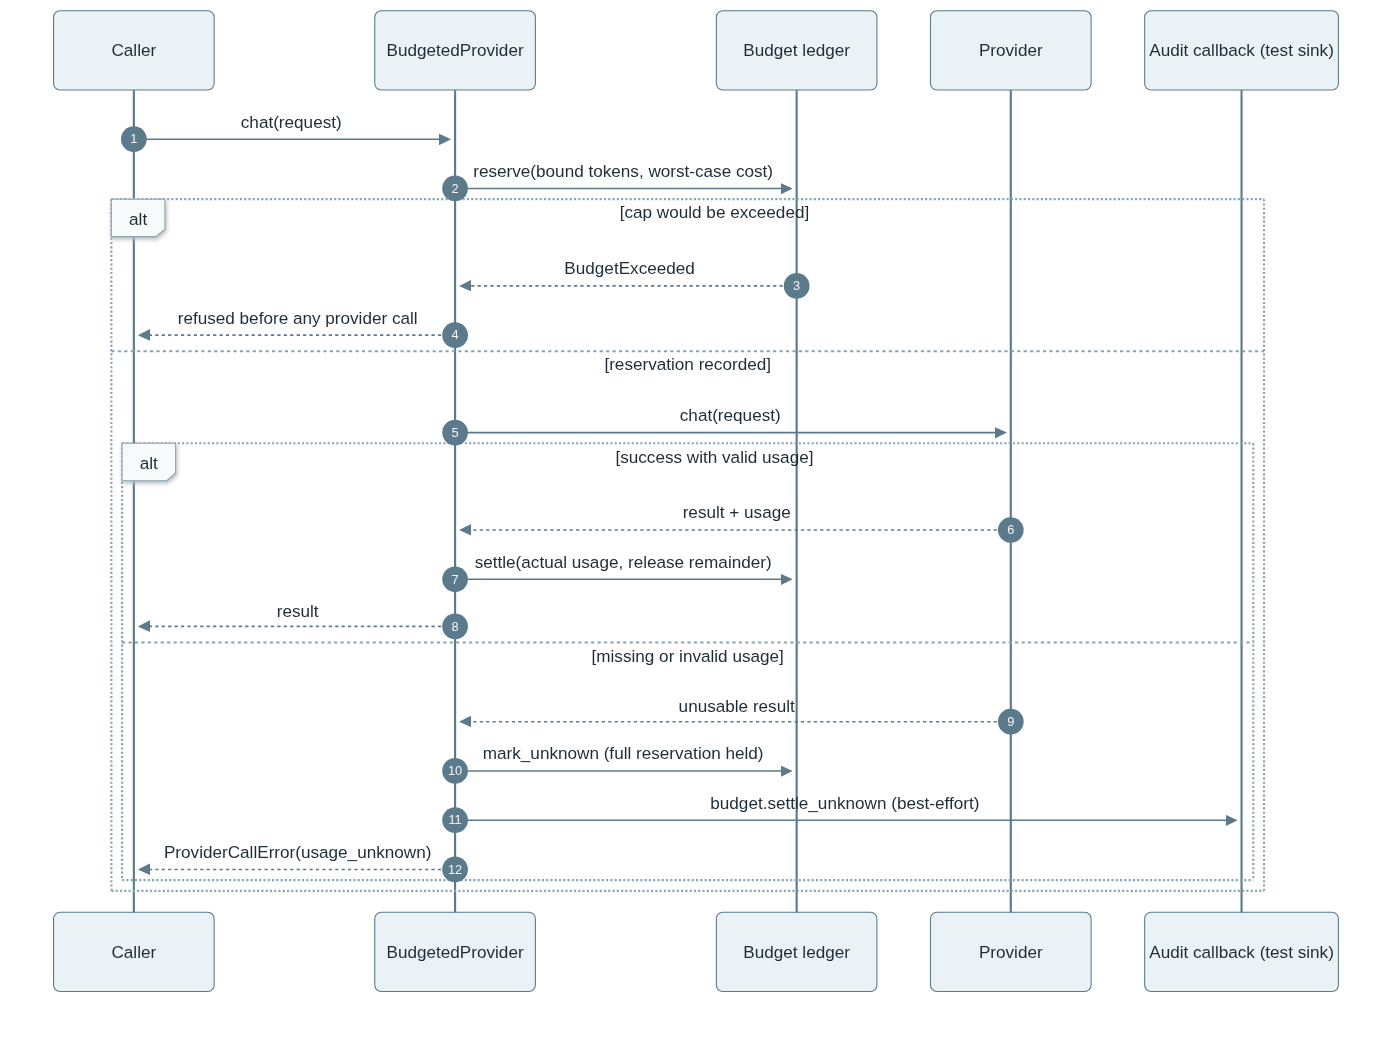 Caller
BudgetedProvider
Budget ledger
Provider
Audit callback (test sink)
chat(request)
1
reserve(bound tokens, worst-case cost)
2
alt
[cap would be exceeded]
BudgetExceeded
3
refused before any provider call
4
[reservation recorded]
chat(request)
5
alt
[success with valid usage]
result + usage
6
settle(actual usage, release remainder)
7
result
8
[missing or invalid usage]
unusable result
9
mark_unknown (full reservation held)
10
budget.settle_unknown (best-effort)
11
ProviderCallError(usage_unknown)
12
Caller
BudgetedProvider
Budget ledger
Provider
Audit callback (test sink)